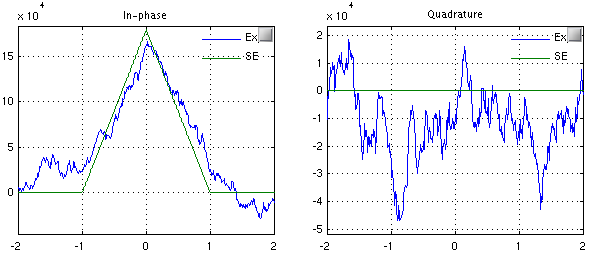 In-phase
x 10^4
Ex
SE
15
10
5
0
-2 -1 0 1 2
Quadrature
x 10^4
Ex
SE
2
1
0
-1
-2
-3
-4
-5
-2 -1 0 1 2